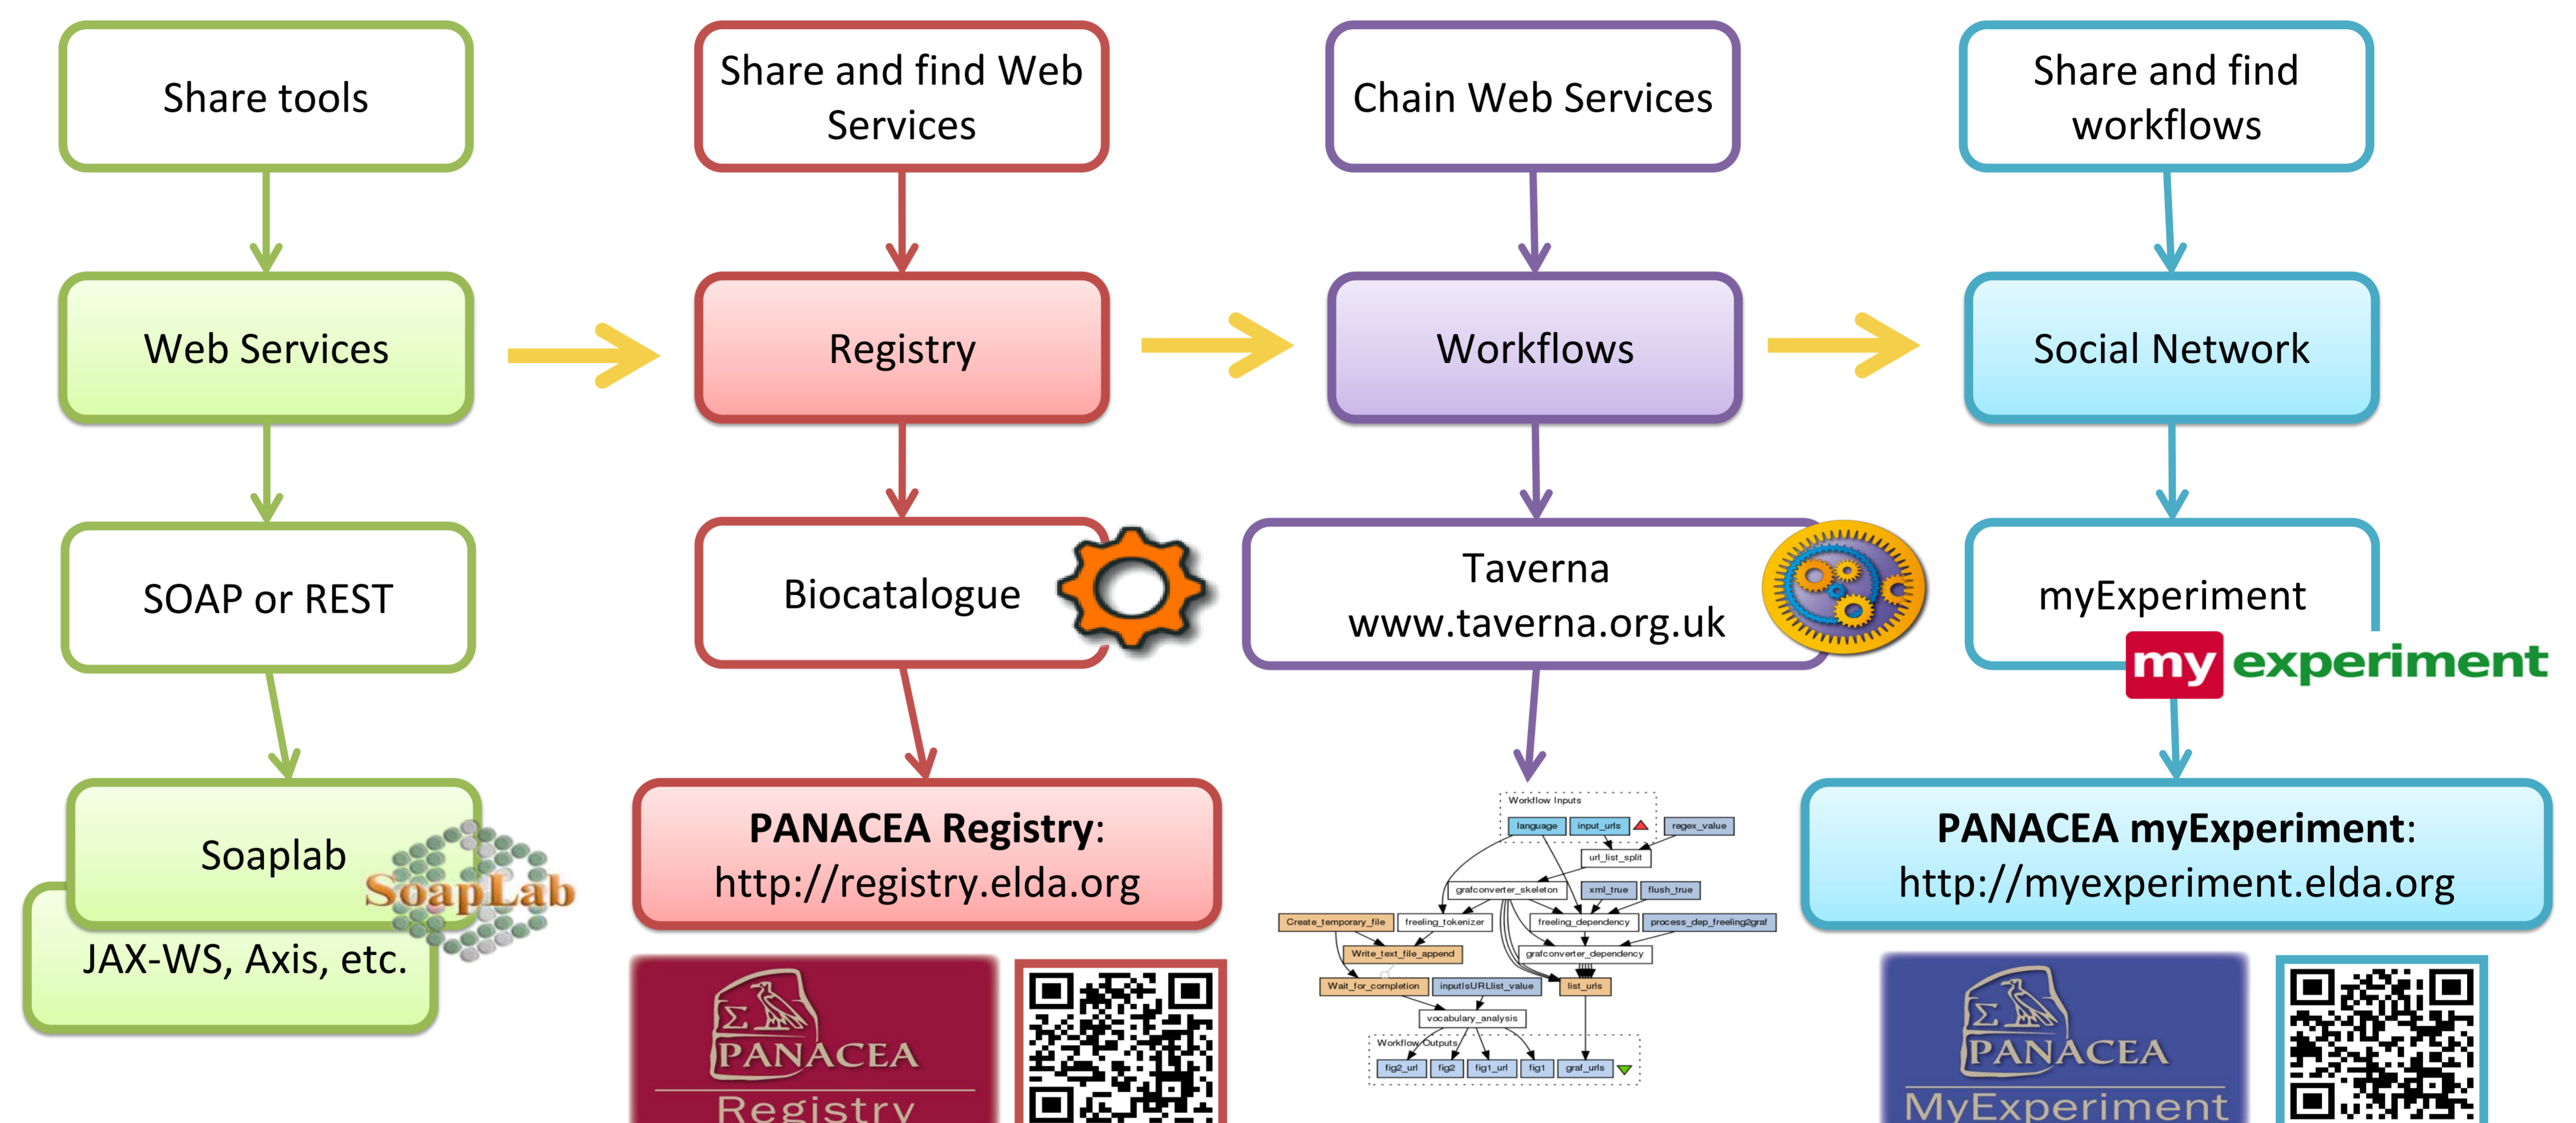 Share tools
Share and find Web
Services
Chain Web Services
Share and find
workflows
Web Services
Registry
Workflows
Social Network
SOAP or REST
Biocatalogue
Taverna
www.taverna.org.uk
myExperiment
my experiment
Soaplab
SoapLab
JAX-WS, Axis, etc.
PANACEA Registry:
http://registry.elda.org
Workflow Inputs
language
input_urls
regex_value
url_list_split
grafconverter_skeleton
xml_true
flush_true
Create_temporary_file
freeling_tokenizer
freeling_dependency
process_dep_freeling2graf
Write_text_file_append
grafconverter_dependency
Wait_for_completion
inputIsURLlist_value
list_urls
vocabulary_analysis
Workflow Outputs
fig2_url
fig2
fig1_url
fig1
graf_urls
PANACEA myExperiment:
http://myexperiment.elda.org
Σ
PANACEA
Registry
Σ
PANACEA
MyExperiment